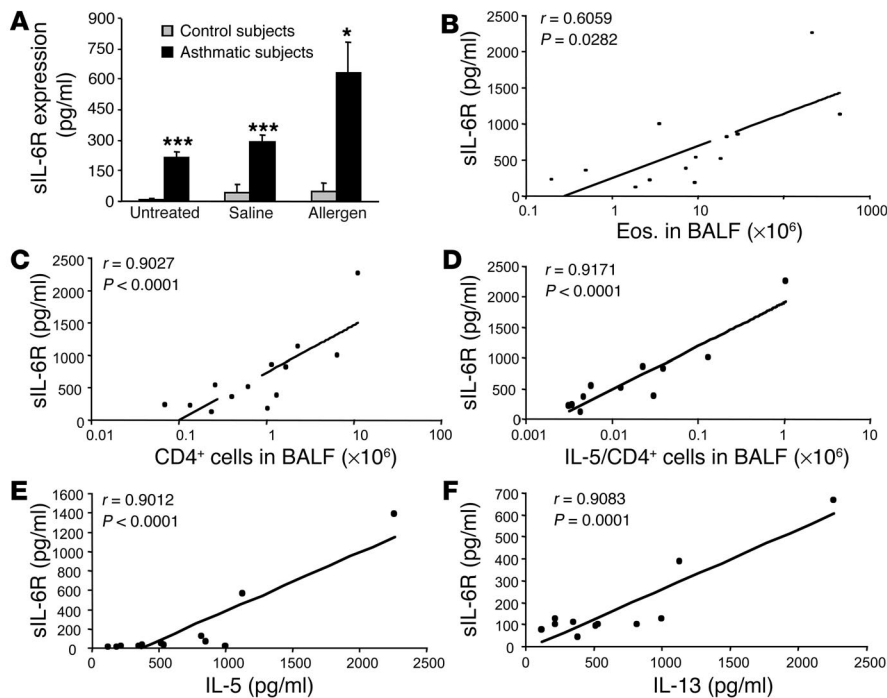 A
sIL-6R expression
(pg/ml)
900
750
600
450
300
150
0
Control subjects
Asthmatic subjects
***
***
*
Untreated Saline Allergen
B
r = 0.6059
P = 0.0282
sIL-6R (pg/ml)
2500
2000
1500
1000
500
0
0.1 10 10 1000
Eos. in BALF (×10⁶)
C
r = 0.9027
P < 0.0001
sIL-6R (pg/ml)
2500
2000
1500
1000
500
0
0.01 0.1 1 10 100
CD4⁺ cells in BALF (×10⁶)
D
r = 0.9171
P < 0.0001
sIL-6R (pg/ml)
2500
2000
1500
1000
500
0
0.001 0.01 0.1 1 10
IL-5/CD4⁺ cells in BALF (×10⁶)
E
r = 0.9012
P < 0.0001
sIL-6R (pg/ml)
1600
1400
1200
1000
800
600
400
200
0
0 500 1000 1500 2000 2500
IL-5 (pg/ml)
F
r = 0.9083
P = 0.0001
sIL-6R (pg/ml)
700
600
500
400
300
200
100
0
0 500 1000 1500 2000 2500
IL-13 (pg/ml)